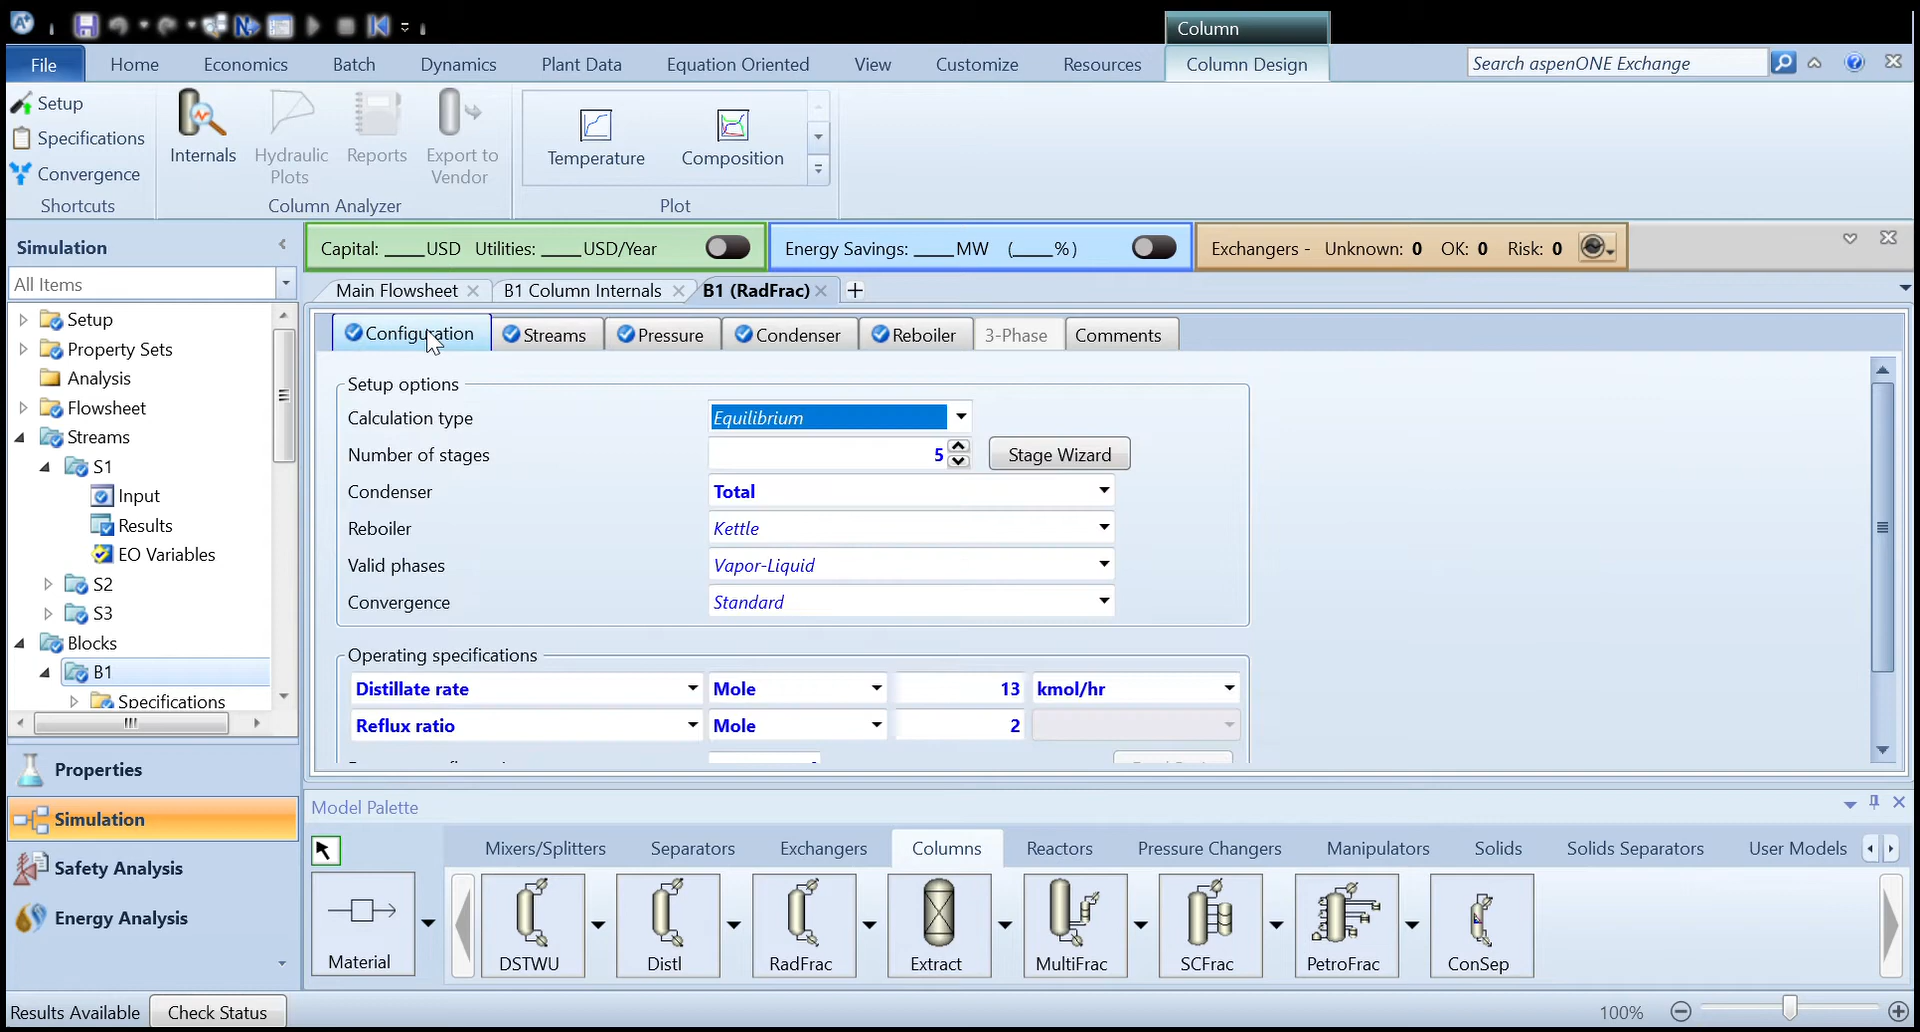 Column
File Home Economics Batch Dynamics Plant Data Equation Oriented View Customize Resources Column Design Search aspenONE Exchange
Setup
Specifications
Convergence
Shortcuts
Internals
Hydraulic Plots
Reports
Export to Vendor
Column Analyzer
Temperature
Composition
Plot
Simulation
All Items
Capital: ____USD Utilities: ____USD/Year
Energy Savings: ____MW (____%)
Exchangers - Unknown: 0 OK: 0 Risk: 0
Main Flowsheet B1 Column Internals B1 (RadFrac)
Setup
Property Sets
Analysis
Flowsheet
Streams
S1
Input
Results
EO Variables
S2
S3
Blocks
B1
Specifications
Configuration Streams Pressure Condenser Reboiler 3-Phase Comments
Setup options
Calculation type Equilibrium
Number of stages 5 Stage Wizard
Condenser Total
Reboiler Kettle
Valid phases Vapor-Liquid
Convergence Standard
Operating specifications
Distillate rate Mole 13 kmol/hr
Reflux ratio Mole 2
Properties
Simulation
Safety Analysis
Energy Analysis
Model Palette
Mixers/Splitters Separators Exchangers Columns Reactors Pressure Changers Manipulators Solids Solids Separators User Models
Material DSTWU Distl RadFrac Extract MultiFrac SCFrac PetroFrac ConSep
Results Available Check Status 100%